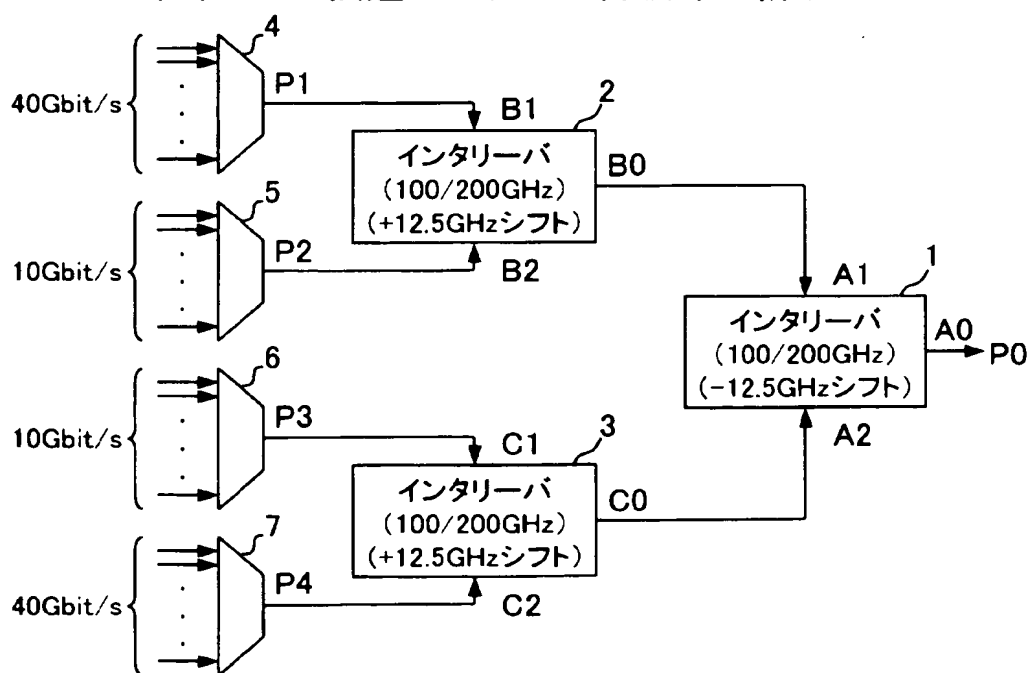 4
40Gbit/s
P1
B1
2
インタリーバ
(100/200GHz)
(+12.5GHzシフト)
B0
5
10Gbit/s
P2
B2
A1
1
インタリーバ
(100/200GHz)
(-12.5GHzシフト)
A0
P0
A2
6
10Gbit/s
P3
C1
3
インタリーバ
(100/200GHz)
(+12.5GHzシフト)
C0
7
40Gbit/s
P4
C2